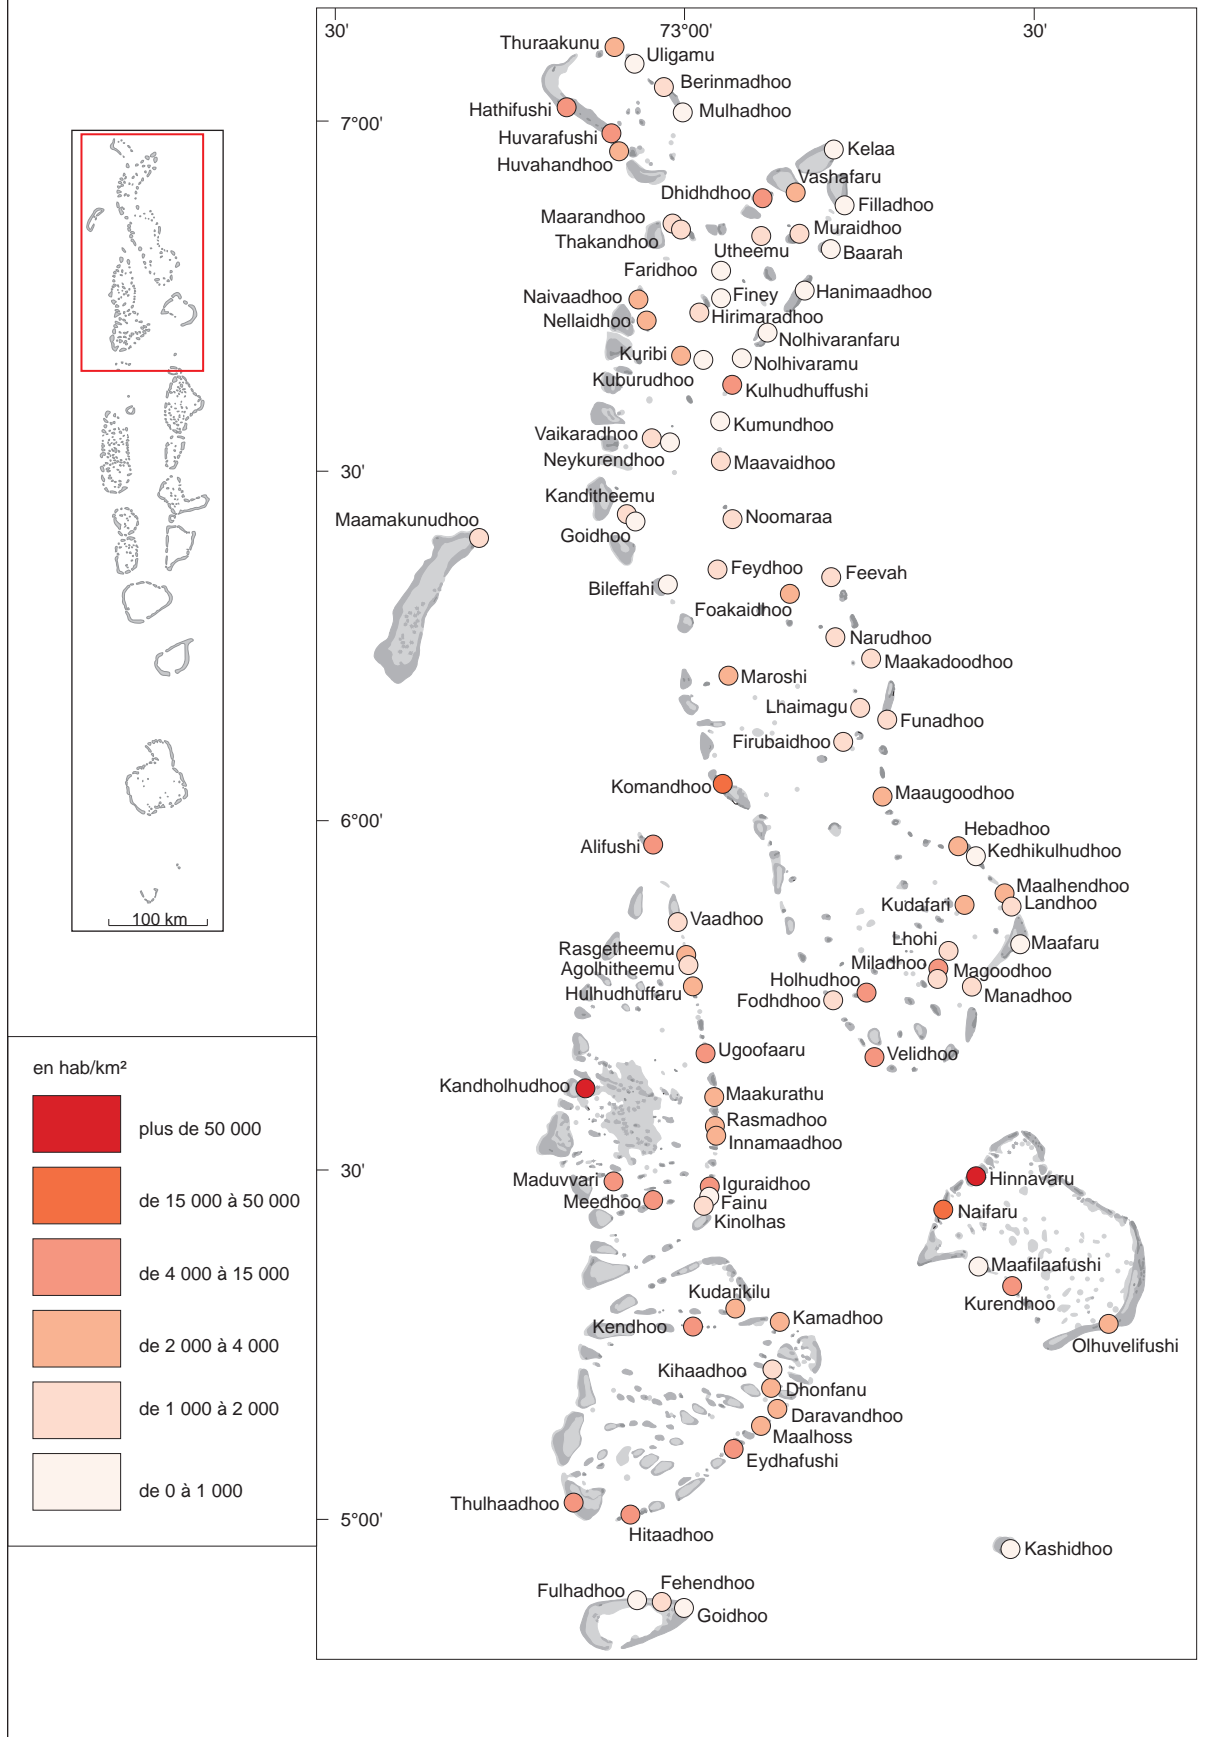 30'
73°00'
30'
Thuraakunu
Uligamu
Berinmadhoo
Hathifushi
Mulhadhoo
7°00'
Huvarafushi
Huvahandhoo
Kelaa
Vashafaru
Dhidhdhoo
Filladhoo
Maarandhoo
Muraidhoo
Thakandhoo
Utheemu
Baarah
Faridhoo
Naivaadhoo
Finey
Hanimaadhoo
Nellaidhoo
Hirimaradhoo
Nolhivaranfaru
Kuribi
Nolhivaramu
Kuburudhoo
Kulhudhuffushi
Kumundhoo
Vaikaradhoo
Neykurendhoo
Maavaidhoo
30'
Kanditheemu
Maamakunudhoo
Noomaraa
Goidhoo
Feydhoo
Feevah
Bileffahi
Foakaidhoo
Narudhoo
Maakadoodhoo
Maroshi
Lhaimagu
Funadhoo
Firubaidhoo
Komandhoo
Maaugoodhoo
6°00'
Hebadhoo
Alifushi
Kedhikulhudhoo
Maalhendhoo
Kudafari
Landhoo
Vaadhoo
Lhohi
Maafaru
Rasgetheemu
Miladhoo
Agolhitheemu
Magoodhoo
Holhudhoo
Hulhudhuffaru
Fodhdhoo
Manadhoo
Ugoofaaru
Velidhoo
Kandholhudhoo
Maakurathu
Rasmadhoo
Innamaadhoo
30'
Maduvvari
Iguraidhoo
Hinnavaru
Meedhoo
Fainu
Naifaru
Kinolhas
Maafilaafushi
Kudarikilu
Kurendhoo
Kendhoo
Kamadhoo
Olhuvelifushi
Kihaadhoo
Dhonfanu
Daravandhoo
Maalhoss
Eydhafushi
Thulhaadhoo
5°00'
Hitaadhoo
Kashidhoo
Fehendhoo
Fulhadhoo
Goidhoo
100 km
en hab/km²
plus de 50 000
de 15 000 à 50 000
de 4 000 à 15 000
de 2 000 à 4 000
de 1 000 à 2 000
de 0 à 1 000